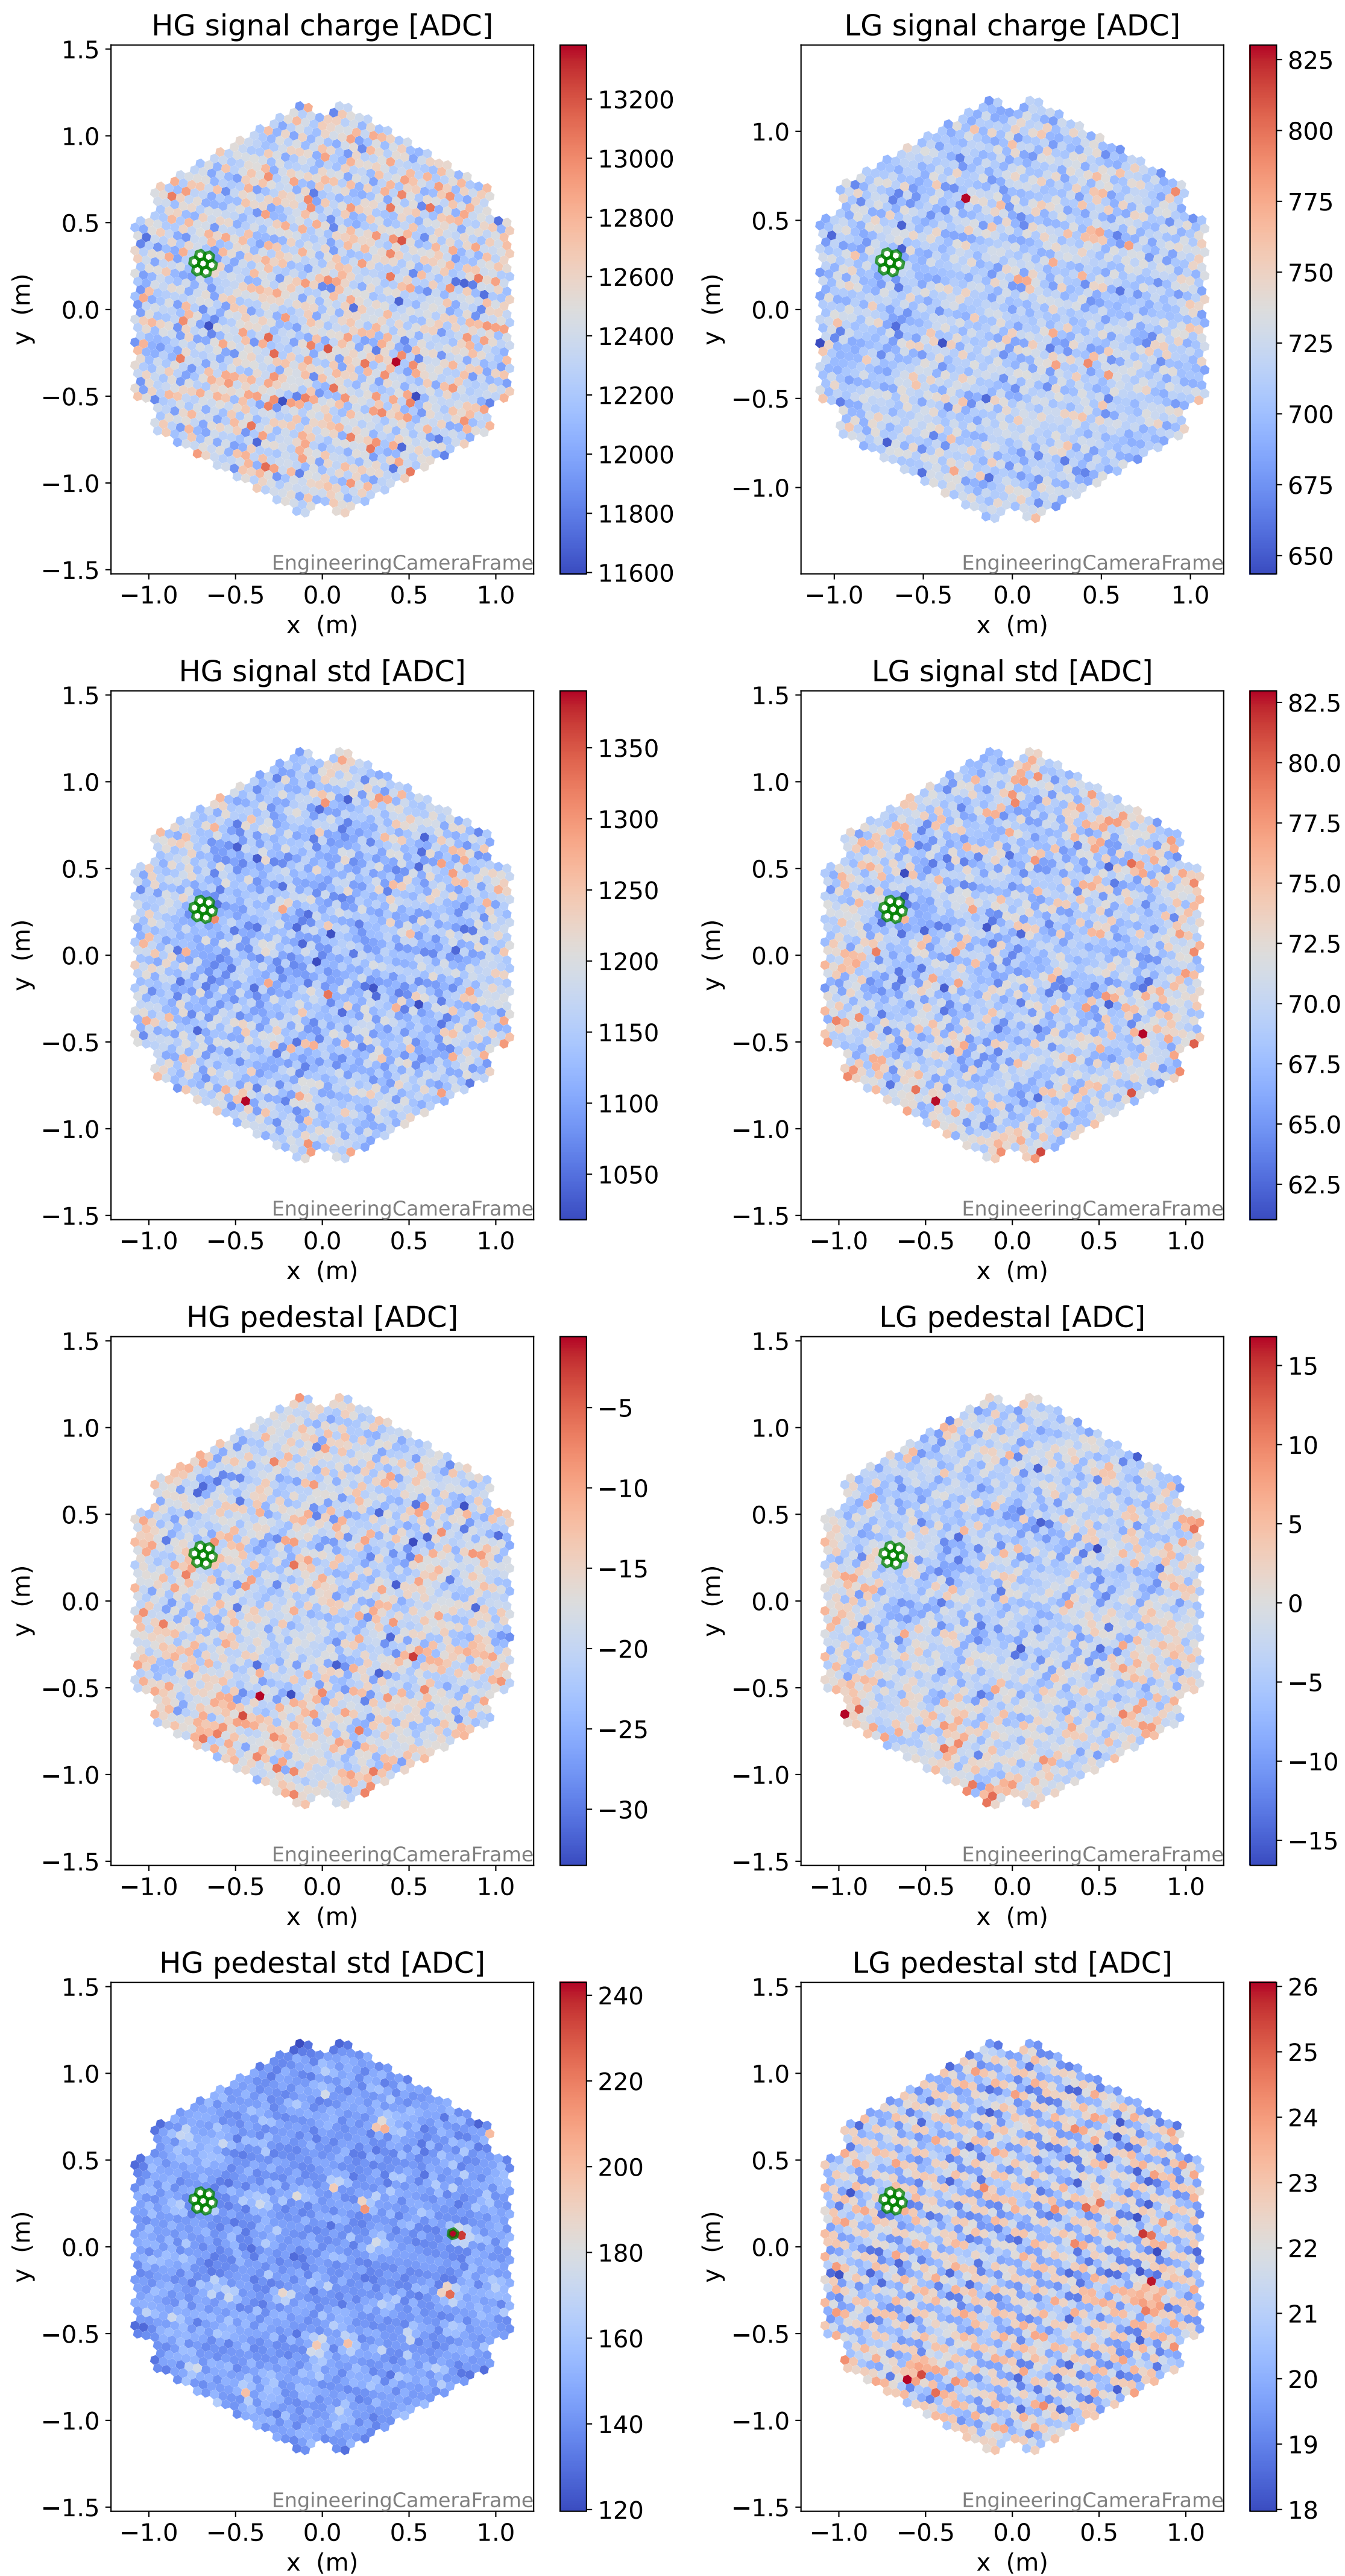 HG signal charge [ADC]
1.5
1.0
0.5
0.0
−0.5
−1.0
−1.5
y (m)
−1.0 −0.5 0.0 0.5 1.0
x (m)
EngineeringCameraFrame
13200
13000
12800
12600
12400
12200
12000
11800
11600
LG signal charge [ADC]
1.0
0.5
0.0
−0.5
−1.0
y (m)
−1.0 −0.5 0.0 0.5 1.0
x (m)
EngineeringCameraFrame
825
800
775
750
725
700
675
650
HG signal std [ADC]
1.5
1.0
0.5
0.0
−0.5
−1.0
−1.5
y (m)
−1.0 −0.5 0.0 0.5 1.0
x (m)
EngineeringCameraFrame
1350
1300
1250
1200
1150
1100
1050
LG signal std [ADC]
1.5
1.0
0.5
0.0
−0.5
−1.0
−1.5
y (m)
−1.0 −0.5 0.0 0.5 1.0
x (m)
EngineeringCameraFrame
82.5
80.0
77.5
75.0
72.5
70.0
67.5
65.0
62.5
HG pedestal [ADC]
1.5
1.0
0.5
0.0
−0.5
−1.0
−1.5
y (m)
−1.0 −0.5 0.0 0.5 1.0
x (m)
EngineeringCameraFrame
−5
−10
−15
−20
−25
−30
LG pedestal [ADC]
1.5
1.0
0.5
0.0
−0.5
−1.0
−1.5
y (m)
−1.0 −0.5 0.0 0.5 1.0
x (m)
EngineeringCameraFrame
15
10
5
0
−5
−10
−15
HG pedestal std [ADC]
1.5
1.0
0.5
0.0
−0.5
−1.0
−1.5
y (m)
−1.0 −0.5 0.0 0.5 1.0
x (m)
EngineeringCameraFrame
240
220
200
180
160
140
120
LG pedestal std [ADC]
1.5
1.0
0.5
0.0
−0.5
−1.0
−1.5
y (m)
−1.0 −0.5 0.0 0.5 1.0
x (m)
EngineeringCameraFrame
26
25
24
23
22
21
20
19
18